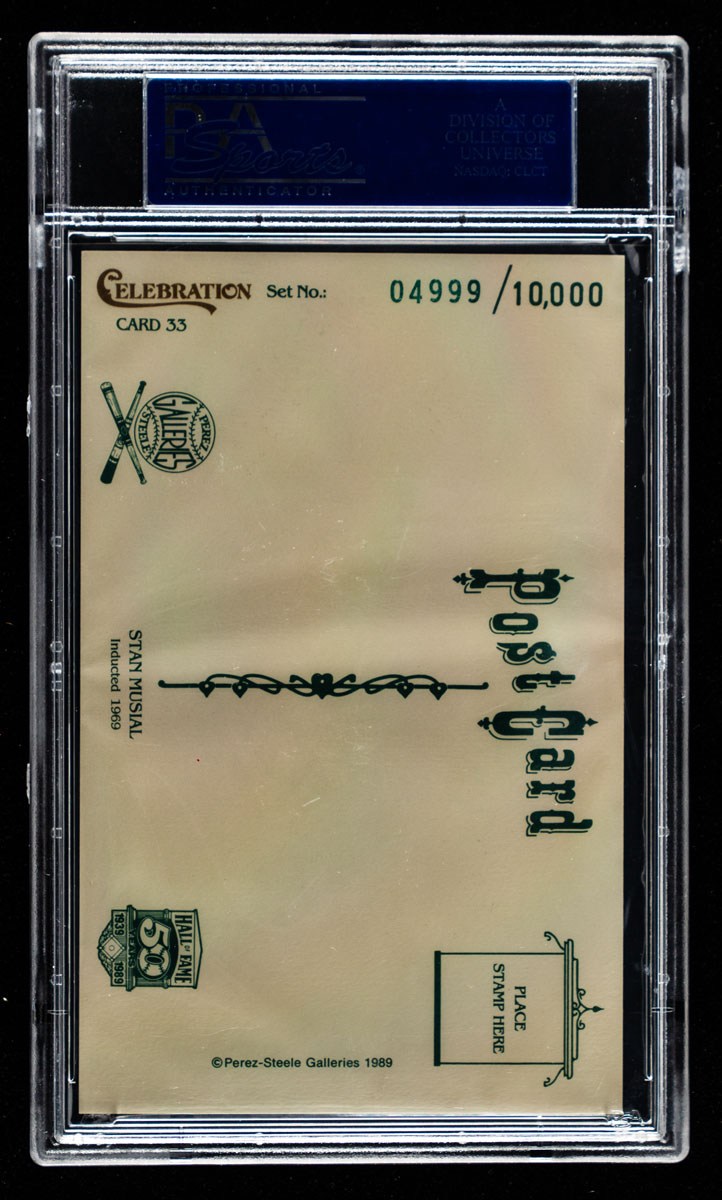 PROFESSIONAL
PSA
Sports®
AUTHENTICATOR
A
DIVISION OF
COLLECTORS
UNIVERSE
NASDAQ: CLCT
CELEBRATION Set No.: 04999/10,000
CARD 33
PEREZ
GALLERIES
STEELE
Post Card
STAN MUSIAL
Inducted 1969
HALL OF FAME
50
YEARS
1939 1989
PLACE
STAMP HERE
©Perez-Steele Galleries 1989